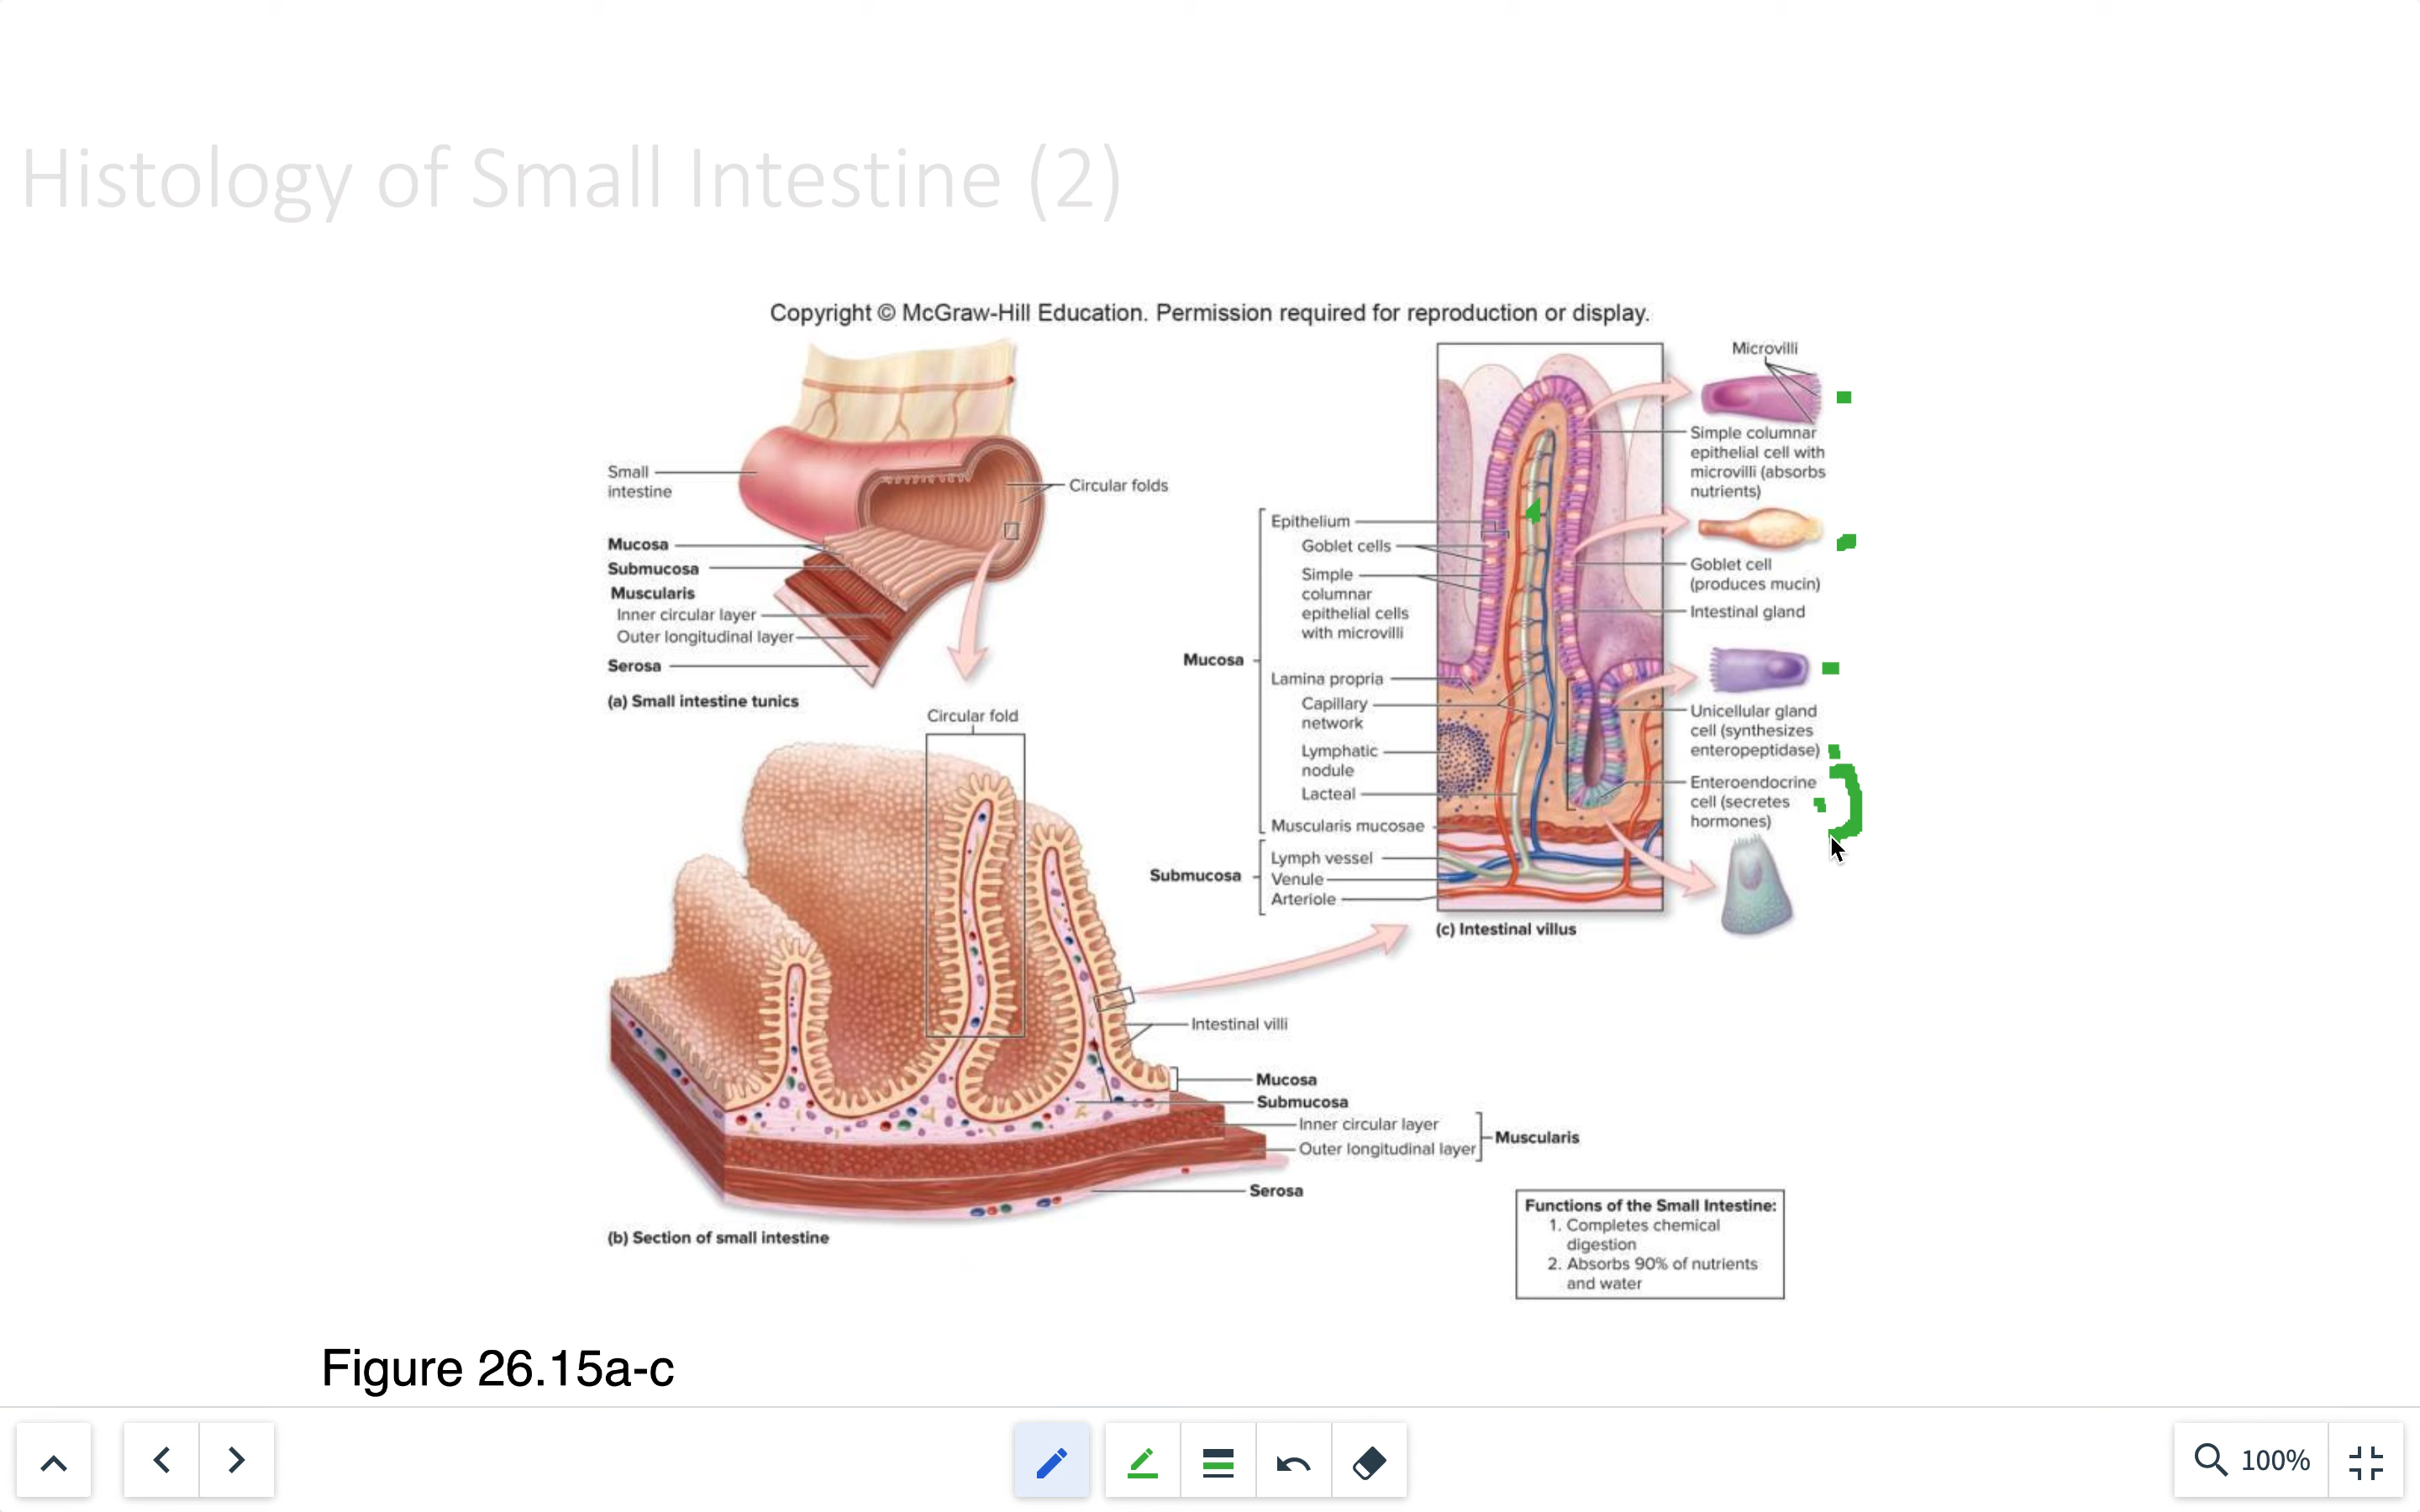 Histology of Small Intestine (2)
Copyright © McGraw-Hill Education. Permission required for reproduction or display.
Small
intestine
Circular folds
Mucosa
Submucosa
Muscularis
Inner circular layer
Outer longitudinal layer
Serosa
(a) Small intestine tunics
Circular fold
Intestinal villi
Mucosa
Submucosa
Inner circular layer
Outer longitudinal layer
Muscularis
Serosa
(b) Section of small intestine
Mucosa
Epithelium
Goblet cells
Simple
columnar
epithelial cells
with microvilli
Lamina propria
Capillary
network
Lymphatic
nodule
Lacteal
Muscularis mucosae
Submucosa
Lymph vessel
Venule
Arteriole
(c) Intestinal villus
Microvilli
Simple columnar
epithelial cell with
microvilli (absorbs
nutrients)
Goblet cell
(produces mucin)
Intestinal gland
Unicellular gland
cell (synthesizes
enteropeptidase)
Enteroendocrine
cell (secretes
hormones)
Functions of the Small Intestine:
1. Completes chemical
digestion
2. Absorbs 90% of nutrients
and water
Figure 26.15a-c
100%